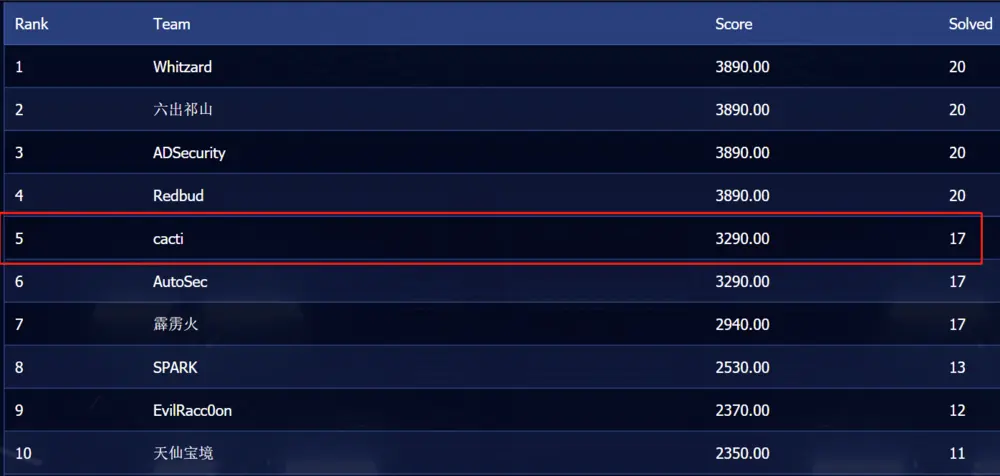 Rank Team Score Solved
1 Whitzard 3890.00 20
2 六出祁山 3890.00 20
3 ADSecurity 3890.00 20
4 Redbud 3890.00 20
5 cacti 3290.00 17
6 AutoSec 3290.00 17
7 霹雳火 2940.00 17
8 SPARK 2530.00 13
9 EvilRacc0on 2370.00 12
10 天仙宝境 2350.00 11